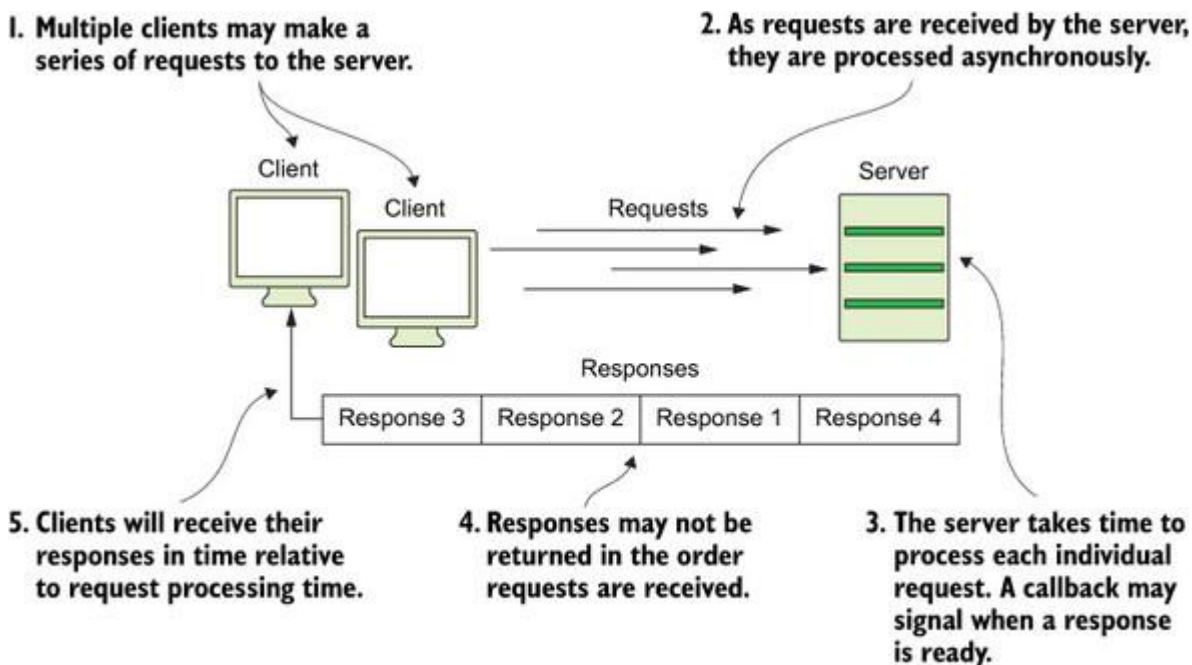 1. Multiple clients may make a
series of requests to the server.
2. As requests are received by the server,
they are processed asynchronously.
Client
Client
Requests
Server
Responses
Response 3
Response 2
Response 1
Response 4
5. Clients will receive their
responses in time relative
to request processing time.
4. Responses may not be
returned in the order
requests are received.
3. The server takes time to
process each individual
request. A callback may
signal when a response
is ready.